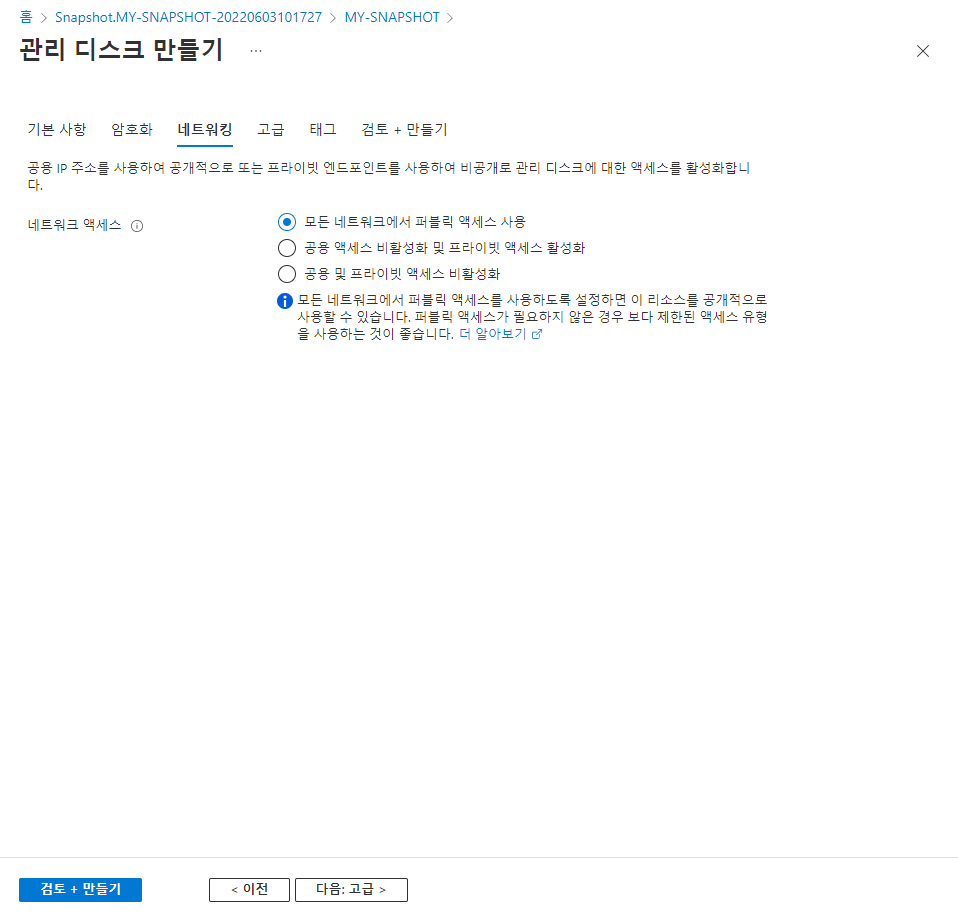 홈 > Snapshot.MY-SNAPSHOT-20220603101727 > MY-SNAPSHOT >
관리 디스크 만들기 ...
기본 사항 암호화 네트워킹 고급 태그 검토 + 만들기
공용 IP 주소를 사용하여 공개적으로 또는 프라이빗 엔드포인트를 사용하여 비공개로 관리 디스크에 대한 액세스를 활성화합니
다.
네트워크 액세스
모든 네트워크에서 퍼블릭 액세스 사용
공용 액세스 비활성화 및 프라이빗 액세스 활성화
공용 및 프라이빗 액세스 비활성화
모든 네트워크에서 퍼블릭 액세스를 사용하도록 설정하면 이 리소스를 공개적으로
사용할 수 있습니다. 퍼블릭 액세스가 필요하지 않은 경우 보다 제한된 액세스 유형
을 사용하는 것이 좋습니다. 더 알아보기
검토 + 만들기 < 이전 다음: 고급 >